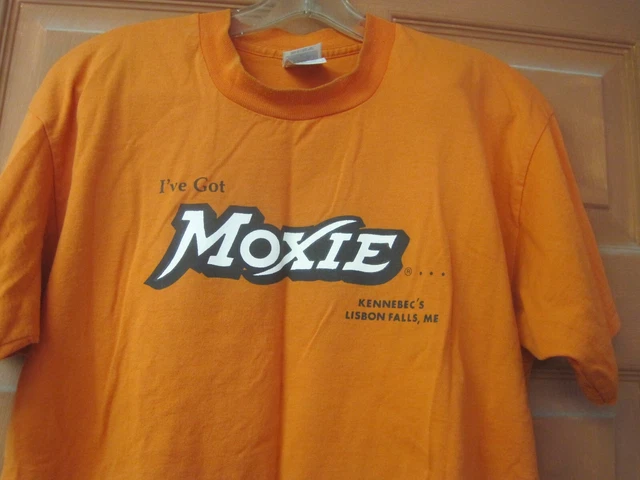 I've Got
MOXIE ® ...
KENNEBEC'S
LISBON FALLS, ME